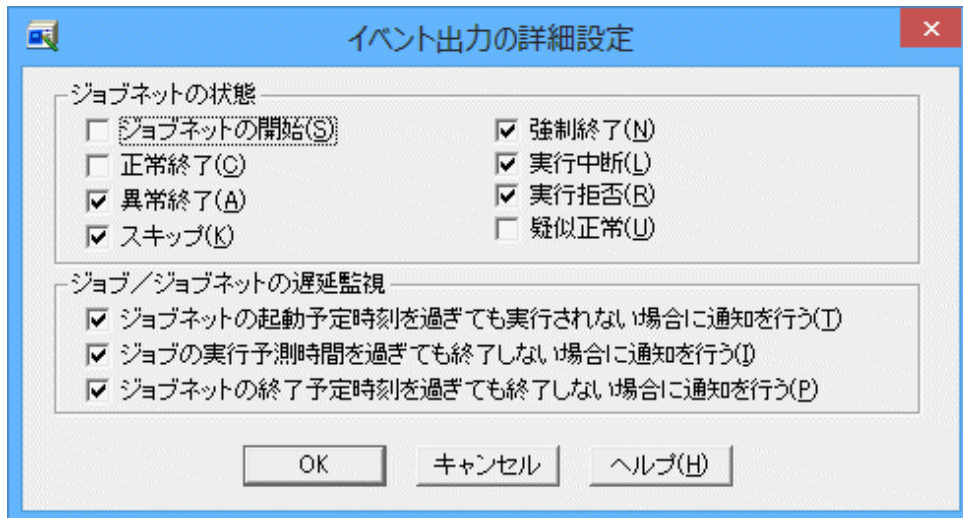 イベント出力の詳細設定
ジョブネットの状態
ジョブネットの開始(S)
正常終了(C)
異常終了(A)
スキップ(K)
強制終了(N)
実行中断(L)
実行拒否(R)
疑似正常(U)
ジョブ／ジョブネットの遅延監視
ジョブネットの起動予定時刻を過ぎても実行されない場合に通知を行う(T)
ジョブの実行予測時間を過ぎても終了しない場合に通知を行う(I)
ジョブネットの終了予定時刻を過ぎても終了しない場合に通知を行う(P)
OK キャンセル ヘルプ(H)